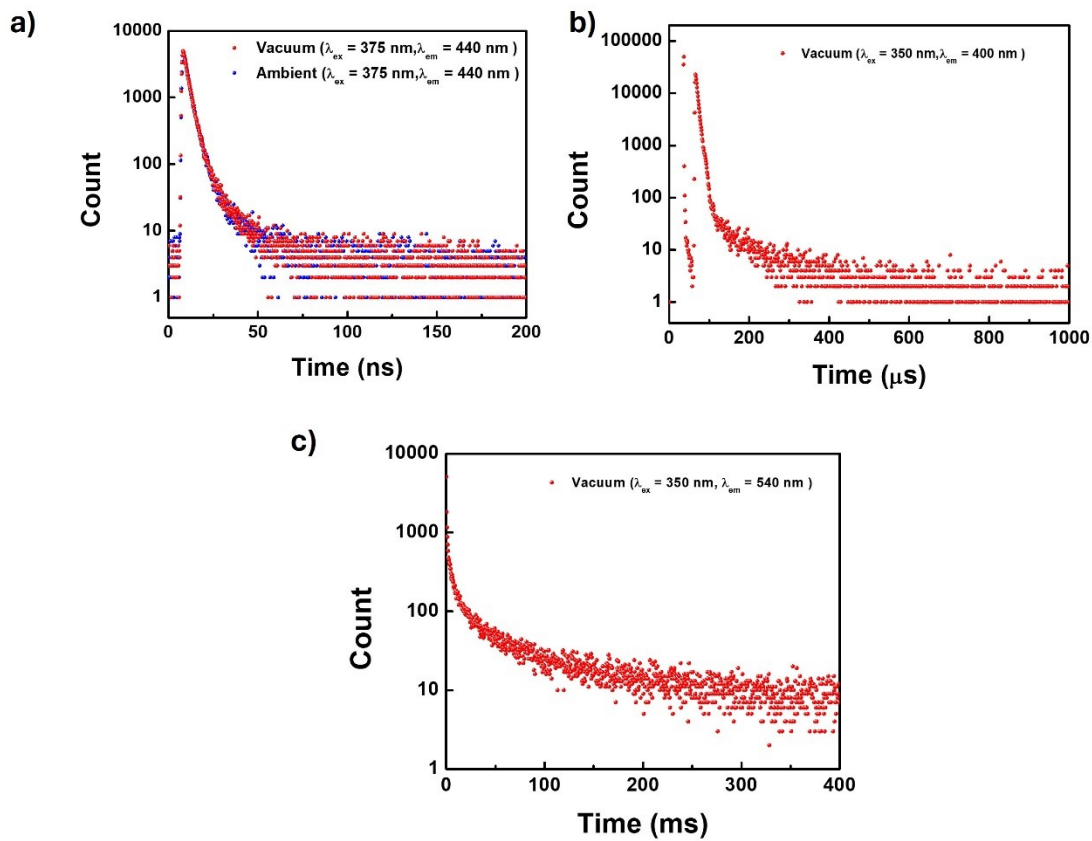 a)
10000
1000
100
10
1
Count
Vacuum (λex = 375 nm,λem = 440 nm )
Ambient (λex = 375 nm,λem = 440 nm )
0 50 100 150 200
Time (ns)
b)
100000
10000
1000
100
10
1
Count
Vacuum (λex = 350 nm,λem = 400 nm )
0 200 400 600 800 1000
Time (μs)
c)
10000
1000
100
10
1
Count
Vacuum (λex = 350 nm, λem = 540 nm )
0 100 200 300 400
Time (ms)